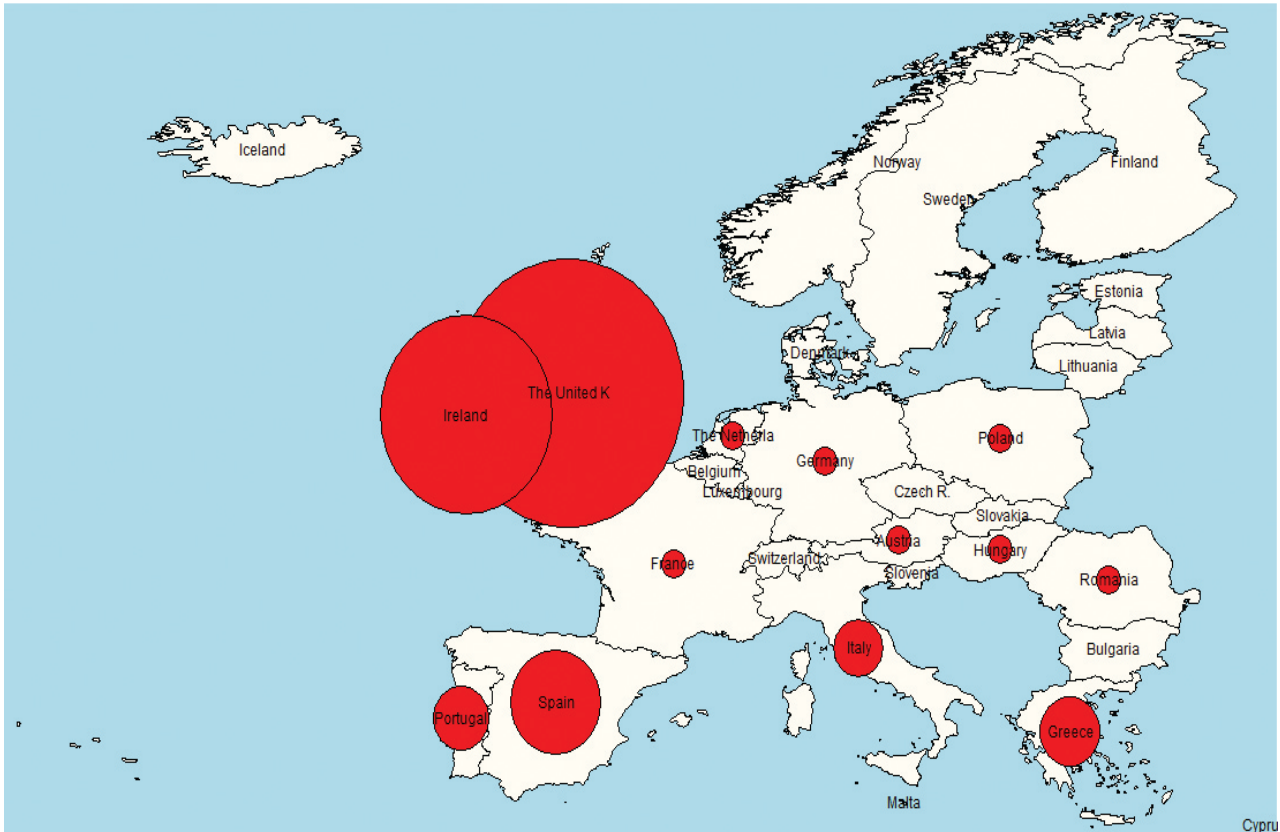 Iceland
Norway
Finland
Sweden
Estonia
Latvia
Denmark
Lithuania
The United K
Ireland
The Netherla
Poland
Germany
Belgium
Luxembourg
Czech R.
Slovakia
Austria
Hungary
France
Switzerland
Slovenia
Romania
Italy
Bulgaria
Spain
Portugal
Greece
Malta
Cypru